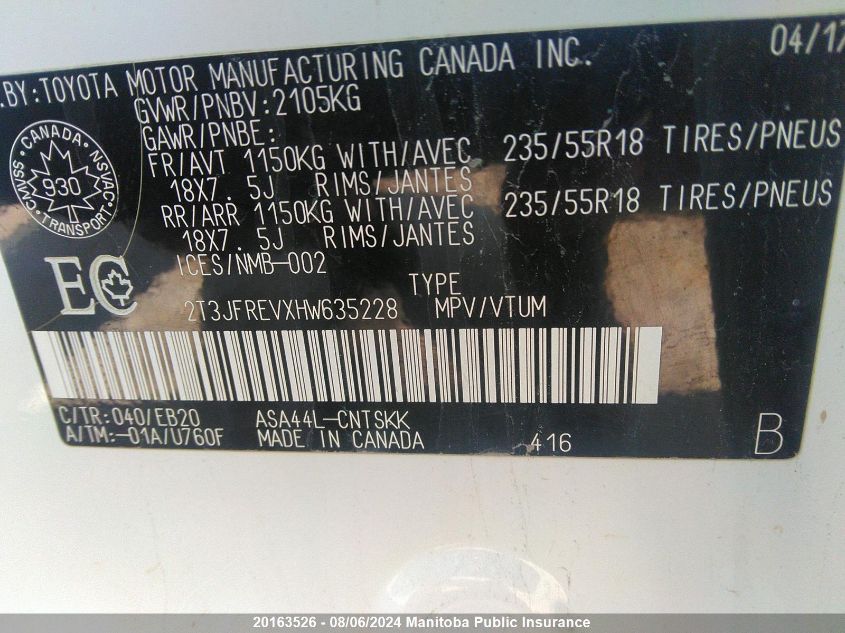 .BY:TOYOTA MOTOR MANUFACTURING CANADA INC. 04/17
GVWR/PNBV:2105KG
GAWR/PNBE:
FR/AVT 1150KG WITH/AVEC 235/55R18 TIRES/PNEUS
18X7. 5J RIMS/JANTES
RR/ARR 1150KG WITH/AVEC 235/55R18 TIRES/PNEUS
18X7. 5J RIMS/JANTES
ICES/NMB-002
CANADA
CMVSS NSVAC
930
TRANSPORT
EC
TYPE
2T3JFREVXHW635228 MPV/VTUM
C/TR:040/EB20 ASA44L-CNTSKK
A/TM:-01A/U760F MADE IN CANADA 416 B
20163526 - 08/06/2024 Manitoba Public Insurance